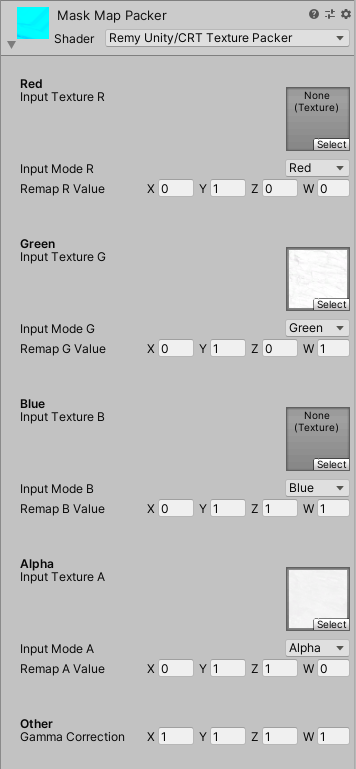 Mask Map Packer
Shader Remy Unity/CRT Texture Packer
Red
Input Texture R
None
(Texture)
Select
Input Mode R Red
Remap R Value X 0 Y 1 Z 0 W 0
Green
Input Texture G
Select
Input Mode G Green
Remap G Value X 0 Y 1 Z 0 W 1
Blue
Input Texture B
None
(Texture)
Select
Input Mode B Blue
Remap B Value X 0 Y 1 Z 1 W 1
Alpha
Input Texture A
Select
Input Mode A Alpha
Remap A Value X 0 Y 1 Z 1 W 0
Other
Gamma Correction X 1 Y 1 Z 1 W 1